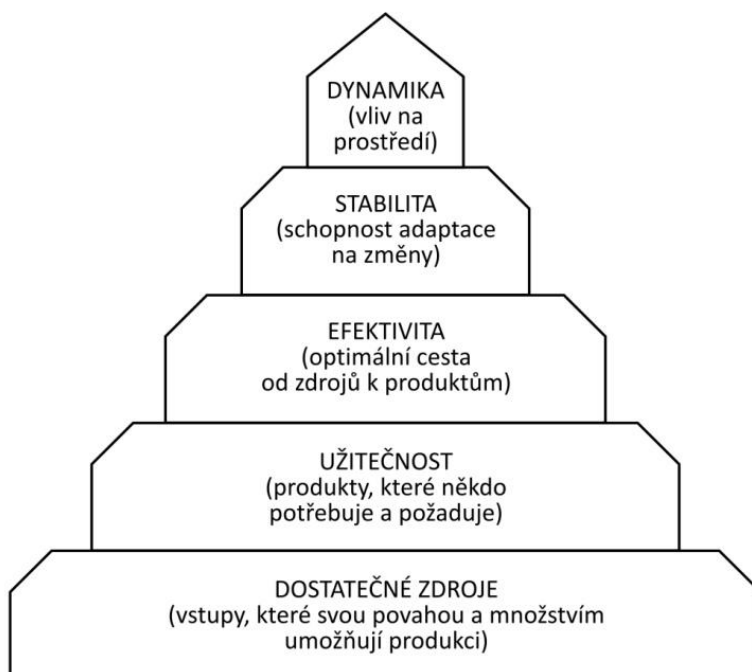 DYNAMIKA
(vliv na
prostředí)
STABILITA
(schopnost adaptace
na změny)
EFEKTIVITA
(optimální cesta
od zdrojů k produktům)
UŽITEČNOST
(produkty, které někdo
potřebuje a požaduje)
DOSTATEČNÉ ZDROJE
(vstupy, které svou povahou a množstvím
umožňují produkci)